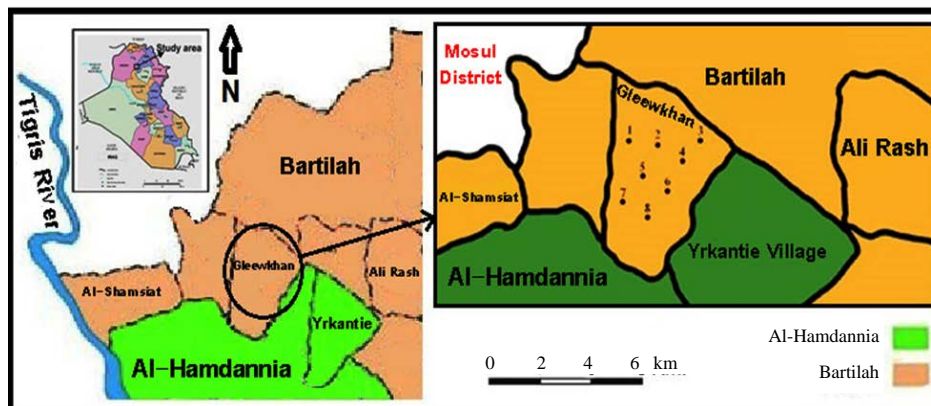 Study area
N
Tigris River
Bartilah
Gleewkhan
Ali Rash
Al-Shamsiat
Yrkantie
Al-Hamdannia
Mosul
District
Bartilah
Gleewkhan
1 2 3
4
5
6
7
8
Ali Rash
Al-Shamsiat
Yrkantie Village
Al-Hamdannia
0 2 4 6 km
Al-Hamdannia
Bartilah